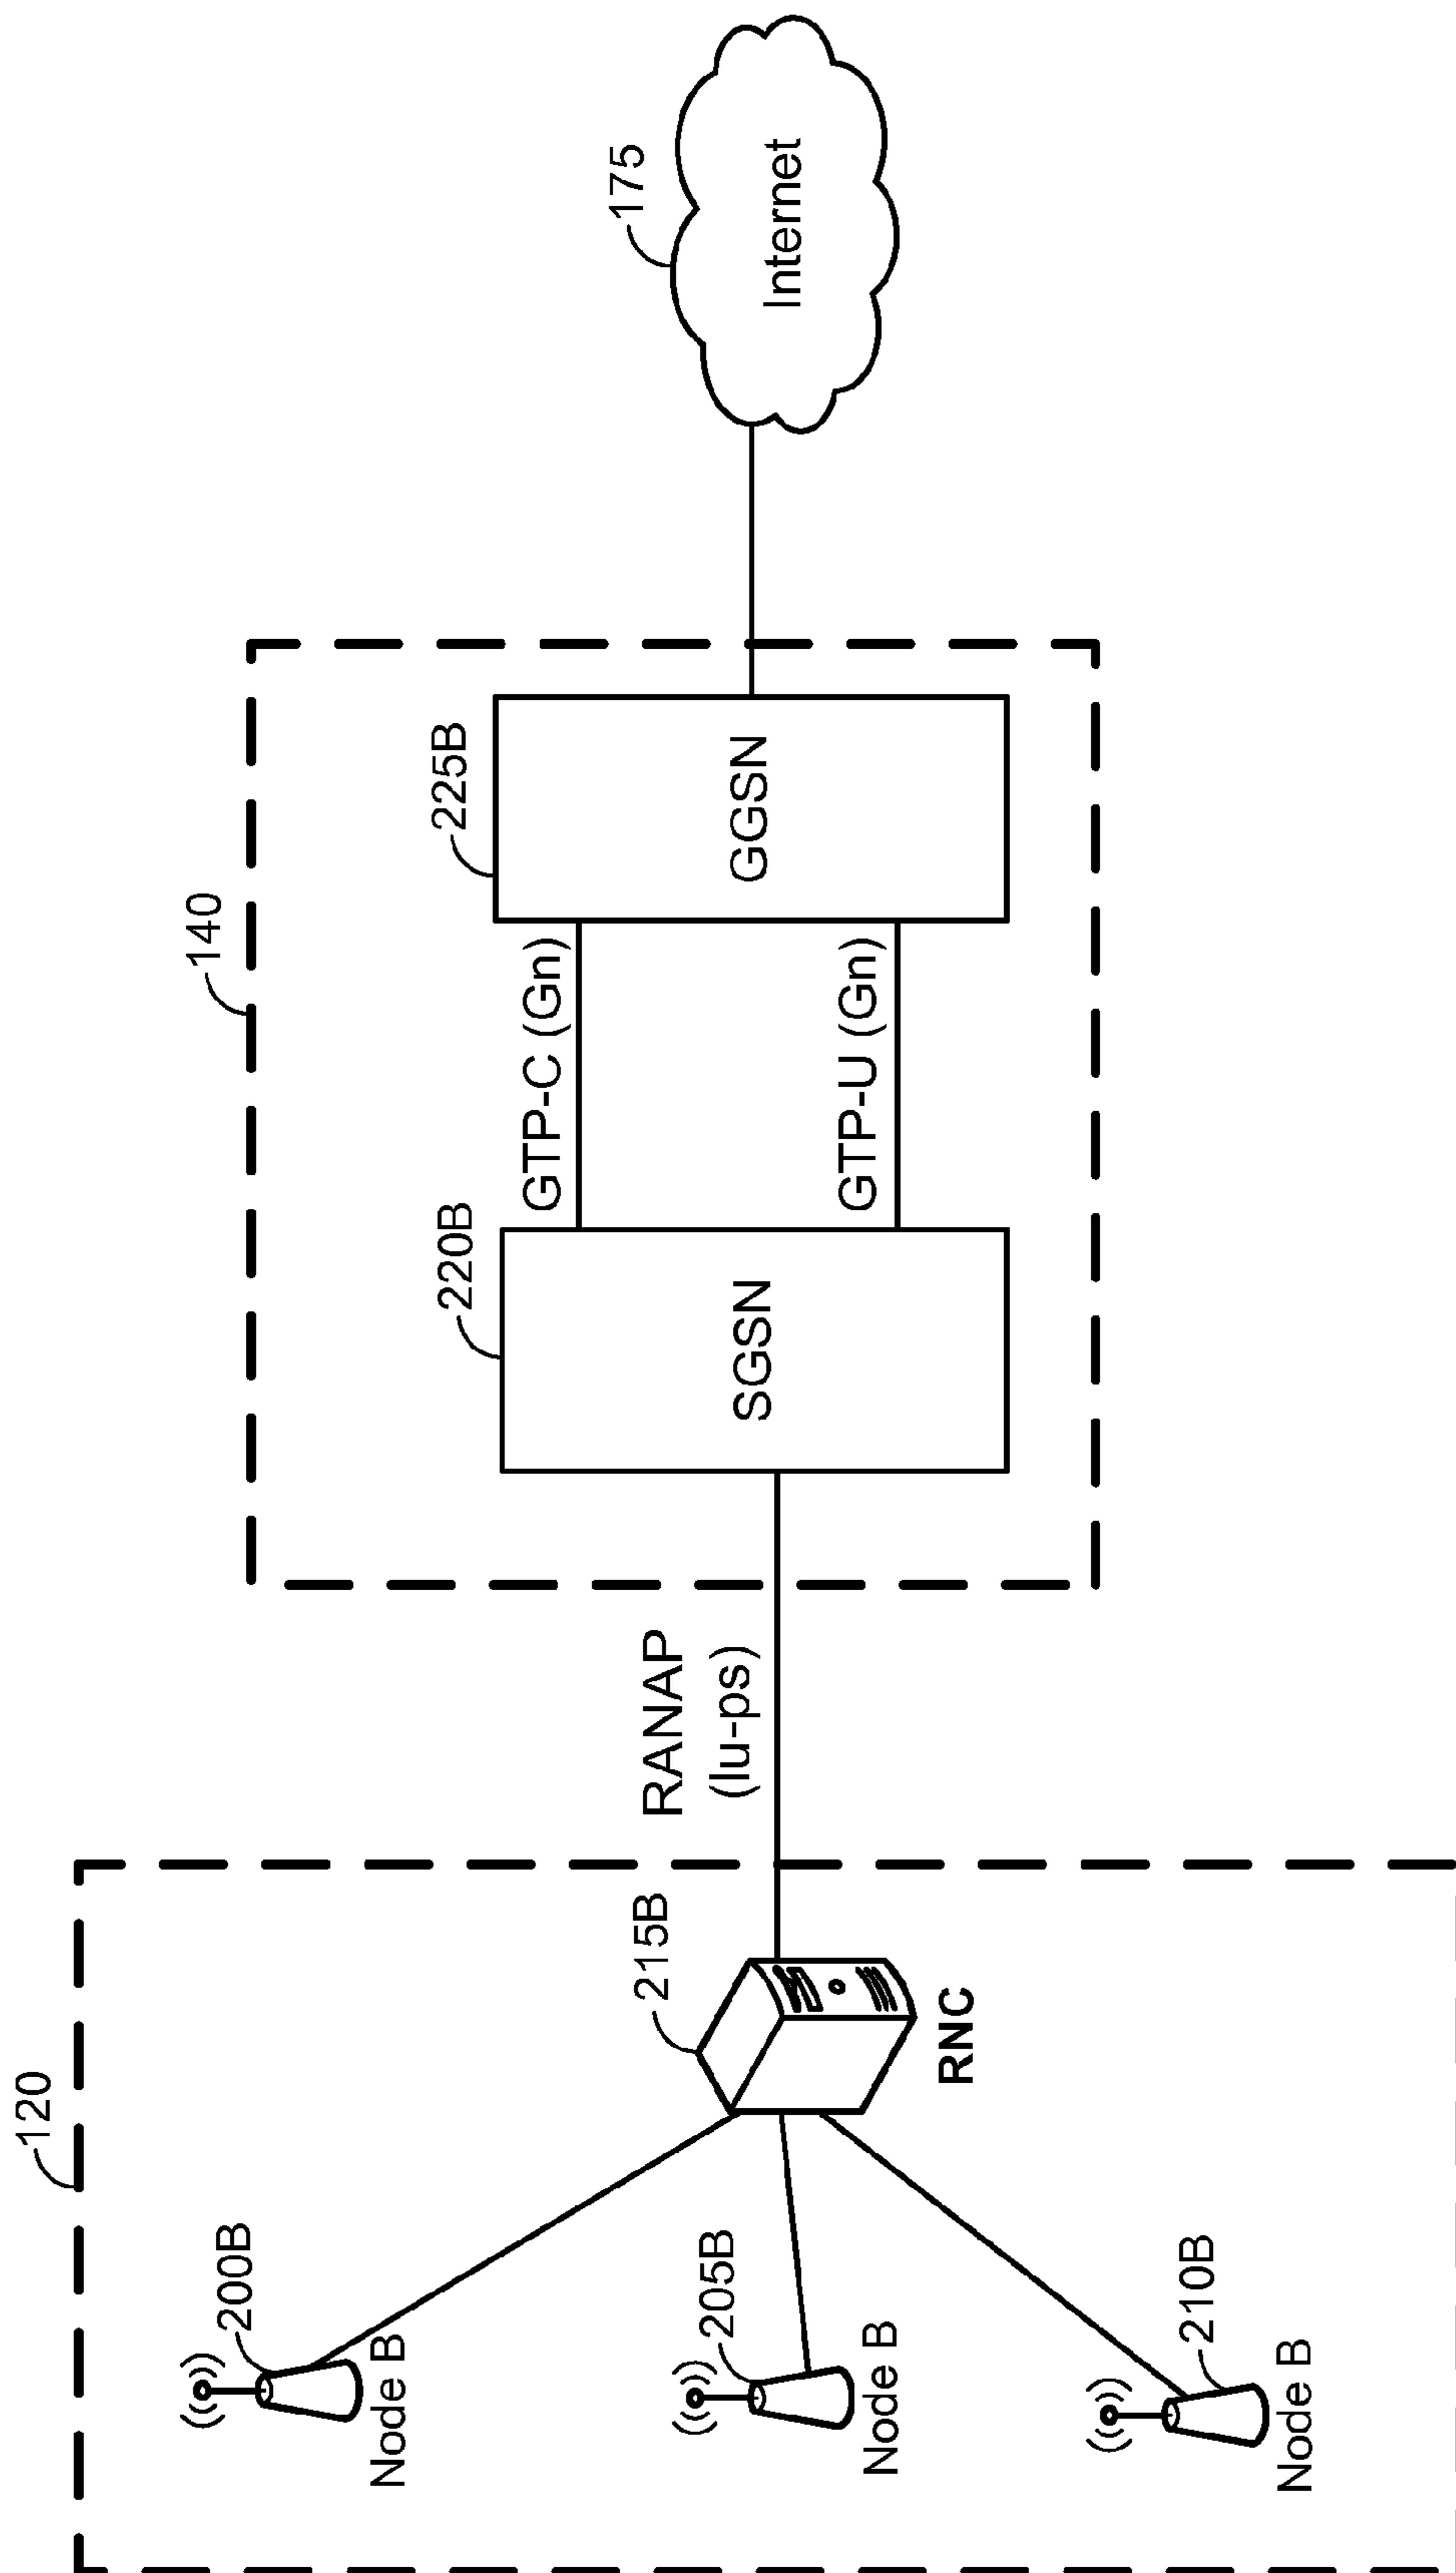 120
200B
Node B
205B
Node B
210B
Node B
215B
RNC
RANAP
(Iu-ps)
140
220B
SGSN
GTP-C (Gn)
GTP-U (Gn)
225B
GGSN
175
Internet